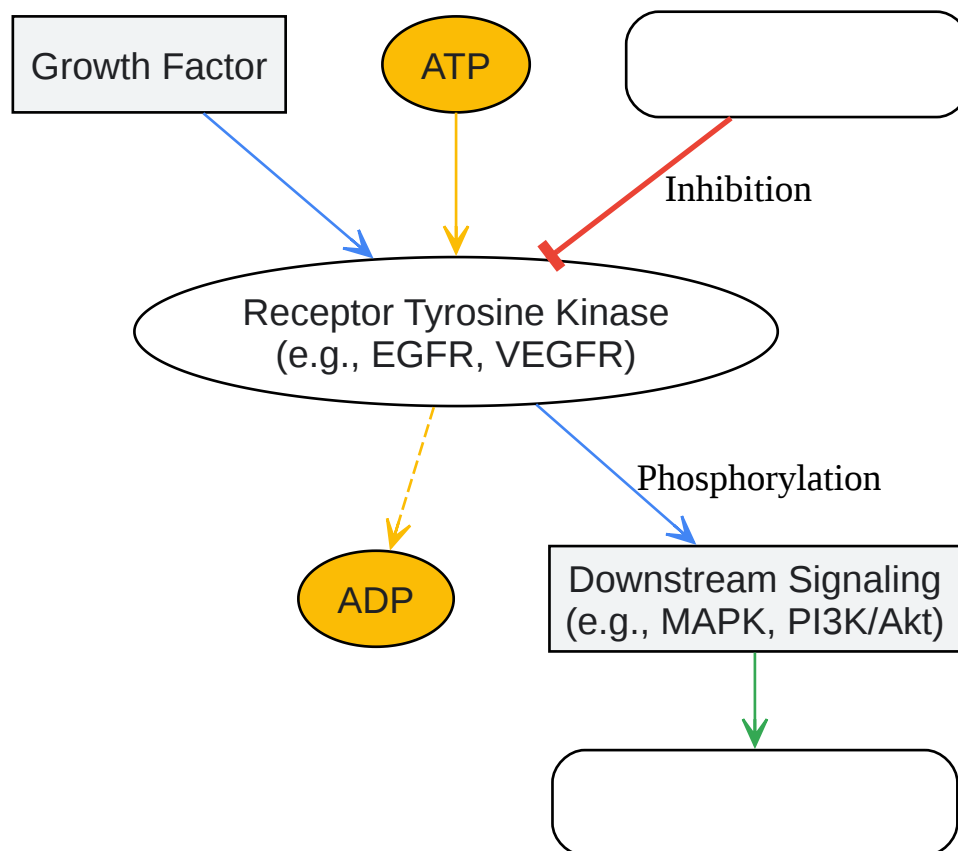 Growth Factor
ATP
Inhibition
Receptor Tyrosine Kinase
(e.g., EGFR, VEGFR)
Phosphorylation
ADP
Downstream Signaling
(e.g., MAPK, PI3K/Akt)